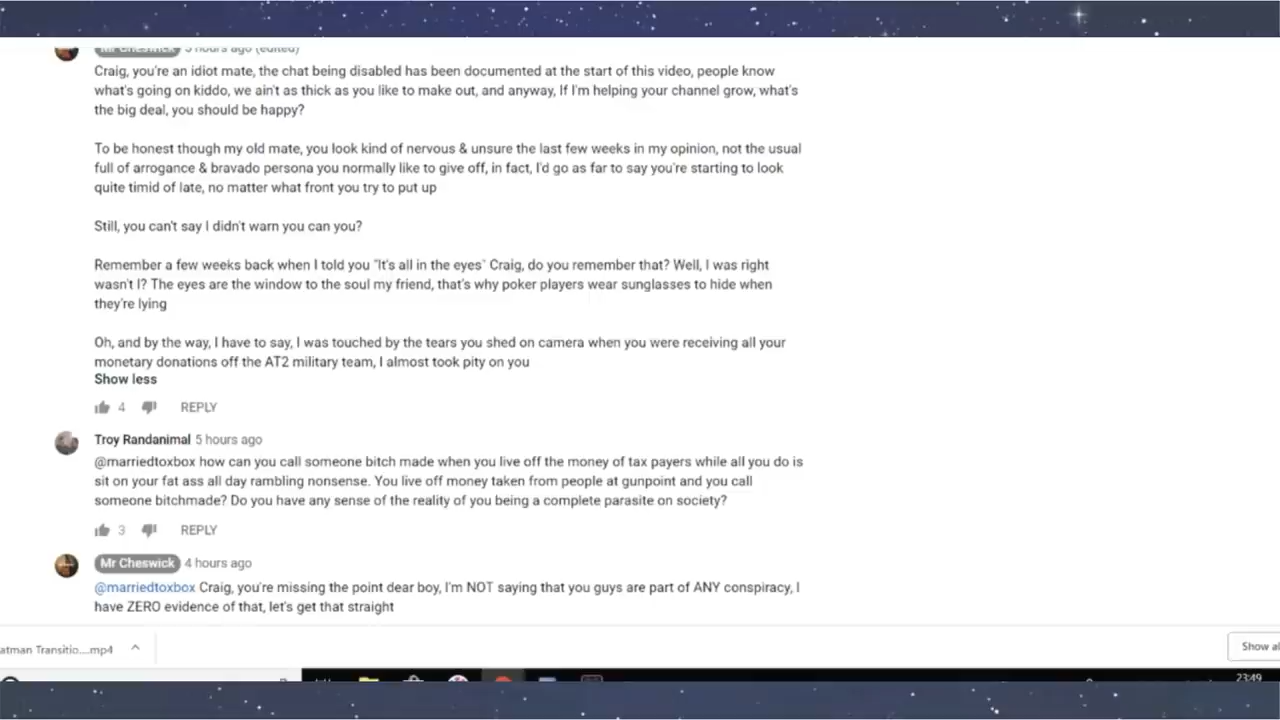 Mr Cheswick 5 hours ago (edited)
Craig, you're an idiot mate, the chat being disabled has been documented at the start of this video, people know
what's going on kiddo, we ain't as thick as you like to make out, and anyway, If I'm helping your channel grow, what's
the big deal, you should be happy?
To be honest though my old mate, you look kind of nervous & unsure the last few weeks in my opinion, not the usual
full of arrogance & bravado persona you normally like to give off, in fact, I'd go as far to say you're starting to look
quite timid of late, no matter what front you try to put up
Still, you can't say I didn't warn you can you?
Remember a few weeks back when I told you "It's all in the eyes" Craig, do you remember that? Well, I was right
wasn't I? The eyes are the window to the soul my friend, that's why poker players wear sunglasses to hide when
they're lying
Oh, and by the way, I have to say, I was touched by the tears you shed on camera when you were receiving all your
monetary donations off the AT2 military team, I almost took pity on you
Show less
4 REPLY
Troy Randanimal 5 hours ago
@marriedtoxbox how can you call someone bitch made when you live off the money of tax payers while all you do is
sit on your fat ass all day rambling nonsense. You live off money taken from people at gunpoint and you call
someone bitchmade? Do you have any sense of the reality of you being a complete parasite on society?
3 REPLY
Mr Cheswick 4 hours ago
@marriedtoxbox Craig, you're missing the point dear boy, I'm NOT saying that you guys are part of ANY conspiracy, I
have ZERO evidence of that, let's get that straight
atman Transitio....mp4
Show al
23:49